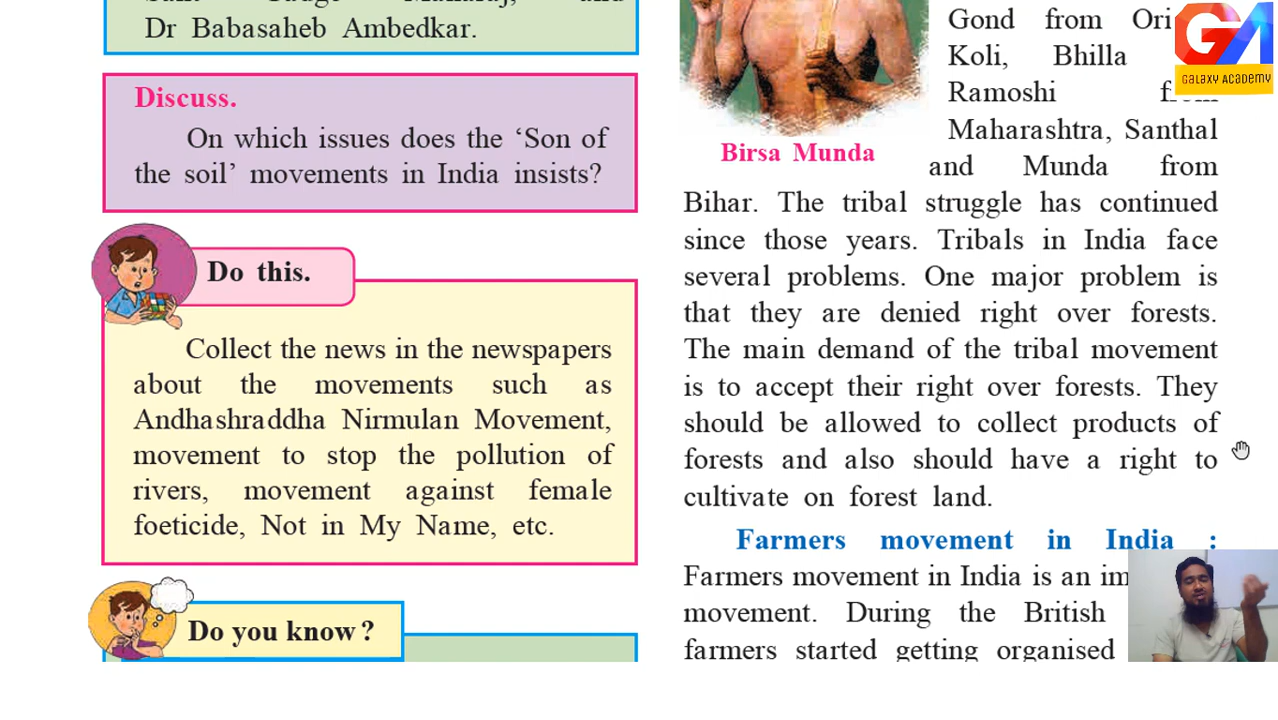 Dr Babasaheb Ambedkar.
Discuss.
On which issues does the ‘Son of
the soil’ movements in India insists?
Do this.
Collect the news in the newspapers
about the movements such as
Andhashraddha Nirmulan Movement,
movement to stop the pollution of
rivers, movement against female
foeticide, Not in My Name, etc.
Do you know ?
Gond from
Koli, Bhilla
Ramoshi
Maharashtra, Santhal
Birsa Munda
and Munda from
Bihar. The tribal struggle has continued
since those years. Tribals in India face
several problems. One major problem is
that they are denied right over forests.
The main demand of the tribal movement
is to accept their right over forests. They
should be allowed to collect products of
forests and also should have a right to
cultivate on forest land.
Farmers movement in India :
Farmers movement in India is an
movement. During the British
farmers started getting organised
GA
GALAXY ACADEMY